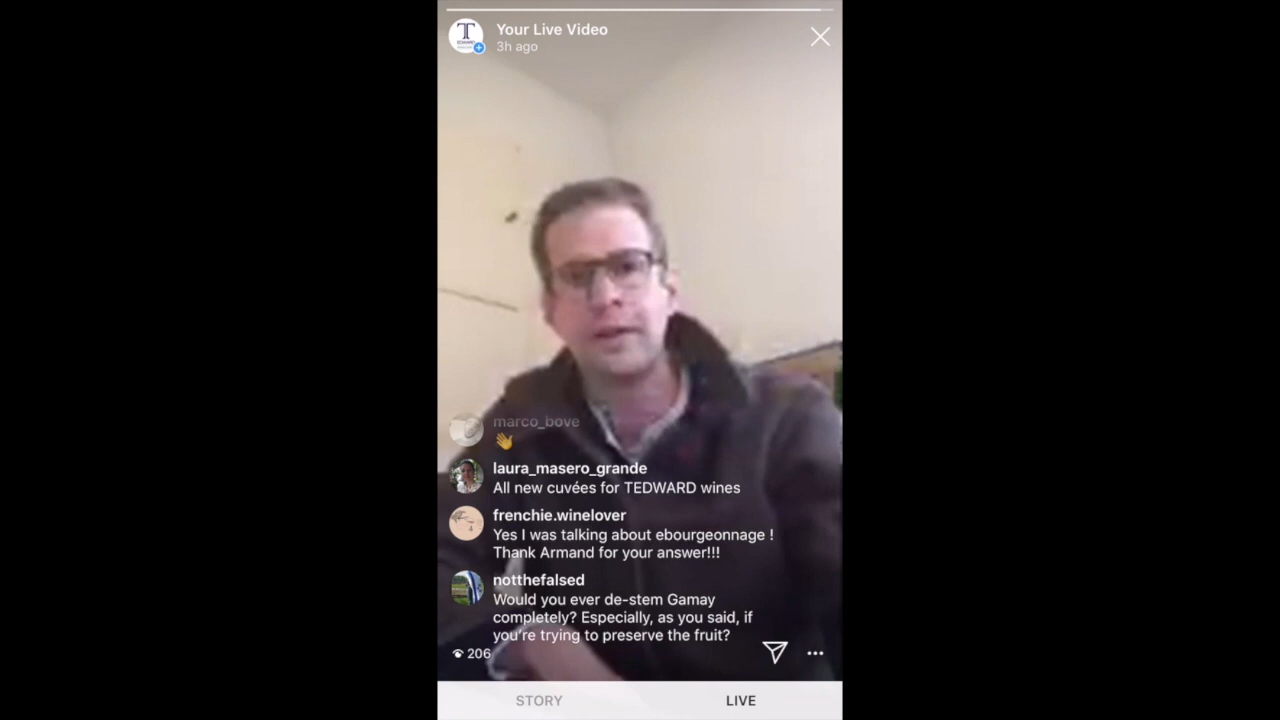 T
TEDWARD
Your Live Video
3h ago
marco_bove
👋
laura_masero_grande
All new cuvées for TEDWARD wines
frenchie.winelover
Yes I was talking about ebourgeonnage !
Thank Armand for your answer!!!
notthefalsed
Would you ever de-stem Gamay
completely? Especially, as you said, if
you're trying to preserve the fruit?
206
STORY
LIVE